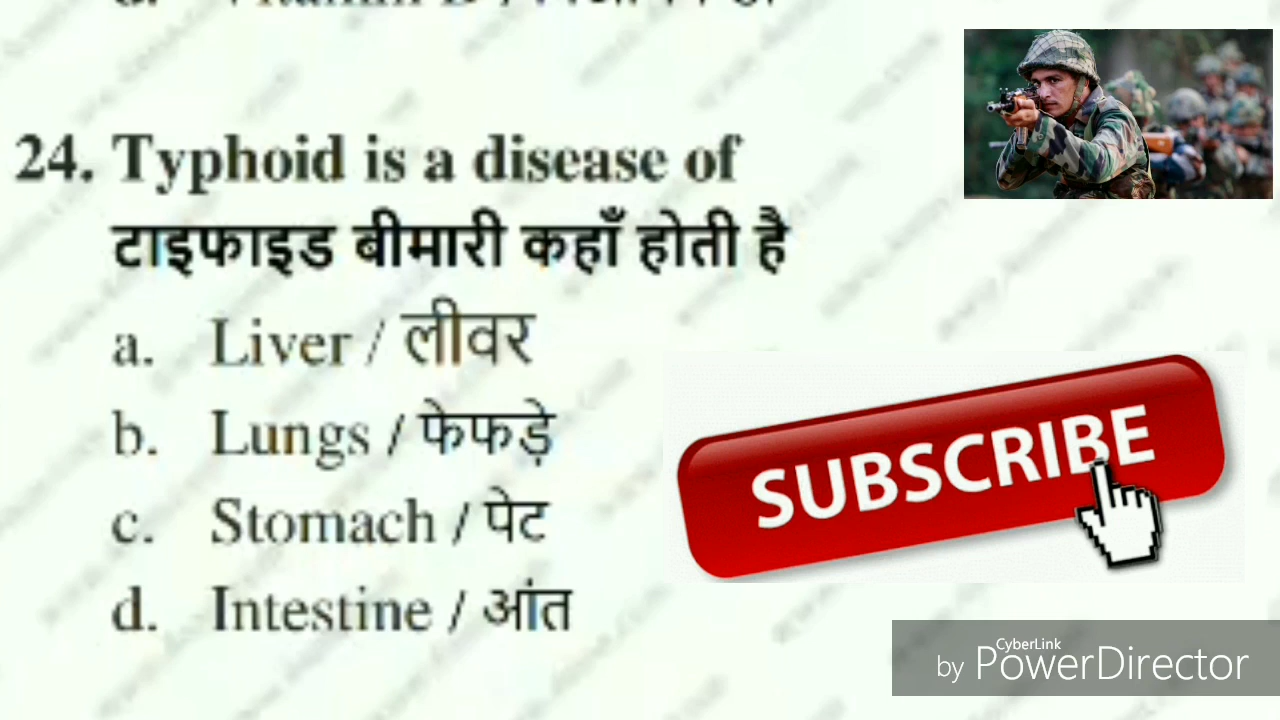 24. Typhoid is a disease of
टाइफाइड बीमारी कहाँ होती है
a. Liver / लीवर
b. Lungs / फेफड़े
c. Stomach / पेट
d. Intestine / आंत
SUBSCRIBE
CyberLink
by PowerDirector